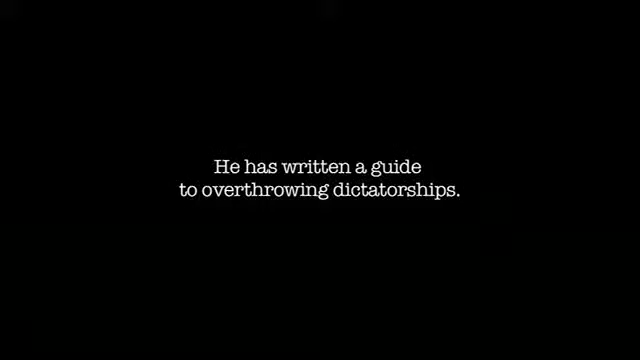 He has written a guide
to overthrowing dictatorships.